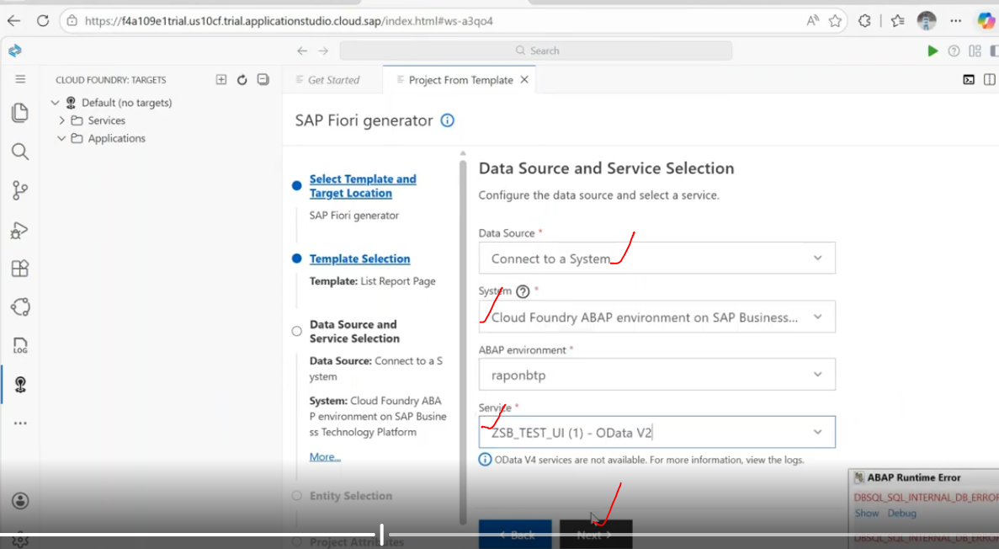 https://f4a109e1trial.us10cf.trial.applicationstudio.cloud.sap/index.html#ws-a3qo4
Search
CLOUD FOUNDRY: TARGETS
Get Started
Project From Template
Default (no targets)
Services
Applications
SAP Fiori generator
Select Template and
Target Location
SAP Fiori generator
Template Selection
Template: List Report Page
Data Source and
Service Selection
Data Source: Connect to a S
ystem
System: Cloud Foundry ABA
P environment on SAP Busine
ss Technology Platform
More...
Entity Selection
Project Attributes
Data Source and Service Selection
Configure the data source and select a service.
Data Source *
Connect to a System
System ? *
Cloud Foundry ABAP environment on SAP Business...
ABAP environment *
raponbtp
Service *
ZSB_TEST_UI (1) - OData V2
OData V4 services are not available. For more information, view the logs.
< Back
Next >
LOG
ABAP Runtime Error
DBSQL_SQL_INTERNAL_DB_ERROR
Show Debug
DBSQL_SQL_INTERNAL_DB_ERROR